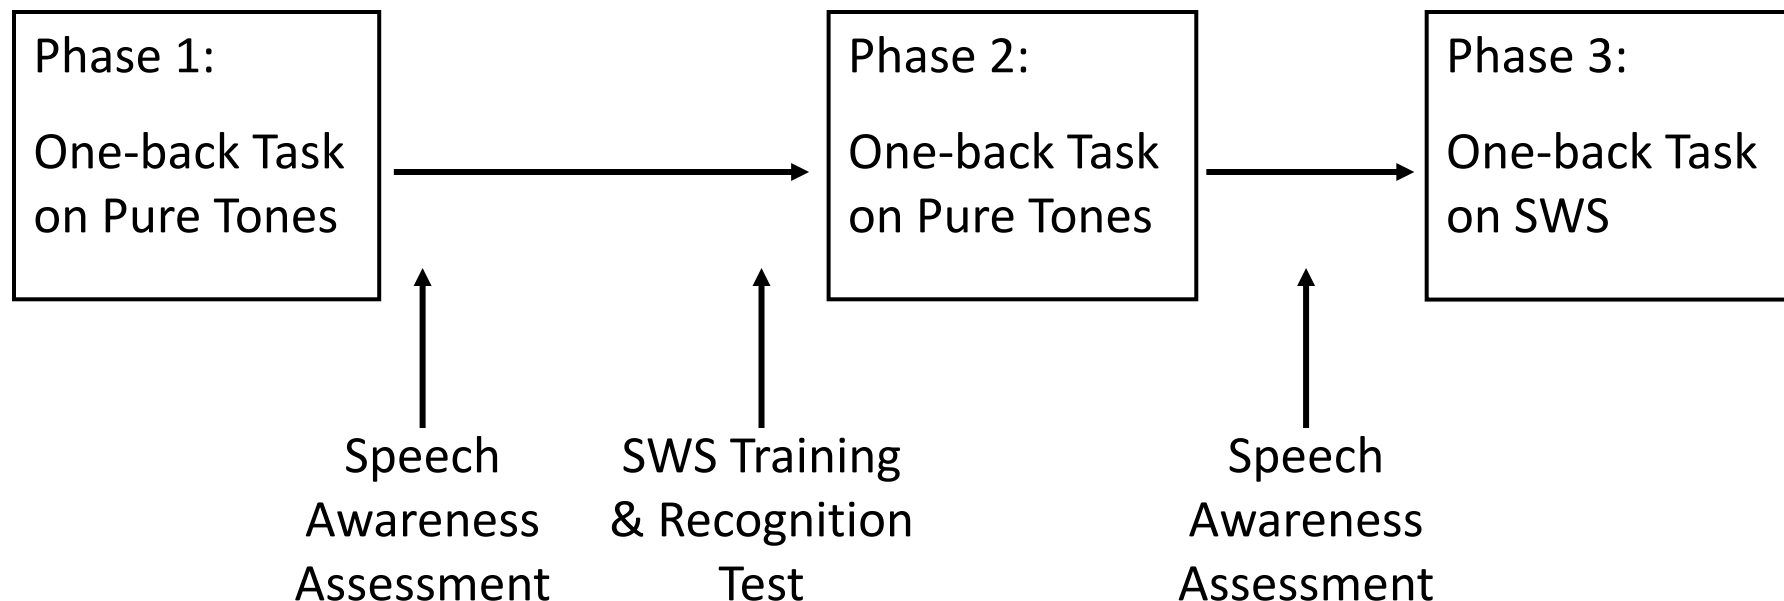 Phase 1:
One-back Task
on Pure Tones
Phase 2:
One-back Task
on Pure Tones
Phase 3:
One-back Task
on SWS
Speech
Awareness
Assessment
SWS Training
& Recognition
Test
Speech
Awareness
Assessment